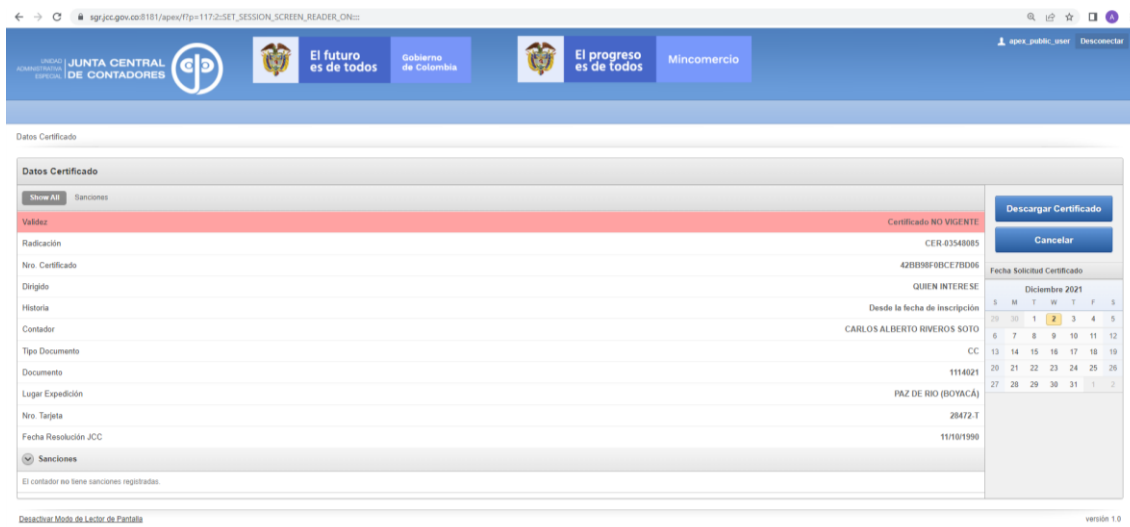 sgr.jcc.gov.co:8181/apex/f?p=117:2::SET_SESSION_SCREEN_READER_ON::::
A
apex_public_user Desconectar
UNIDAD ADMINISTRATIVA ESPECIAL
JUNTA CENTRAL
DE CONTADORES
El futuro
es de todos
Gobierno
de Colombia
El progreso
es de todos
Mincomercio
Datos Certificado
Datos Certificado
Show All Sanciones
Validez Certificado NO VIGENTE
Radicación CER-03548085
Nro. Certificado 42BB98F0BCE7BD06
Dirigido QUIEN INTERESE
Historia Desde la fecha de inscripción
Contador CARLOS ALBERTO RIVEROS SOTO
Tipo Documento CC
Documento 1114021
Lugar Expedición PAZ DE RIO (BOYACÁ)
Nro. Tarjeta 28472-T
Fecha Resolución JCC 11/10/1990
Sanciones
El contador no tiene sanciones registradas.
Descargar Certificado
Cancelar
Fecha Solicitud Certificado
Diciembre 2021
S M T W T F S
29 30 1 2 3 4 5
6 7 8 9 10 11 12
13 14 15 16 17 18 19
20 21 22 23 24 25 26
27 28 29 30 31 1 2
Desactivar Modo de Lector de Pantalla
versión 1.0